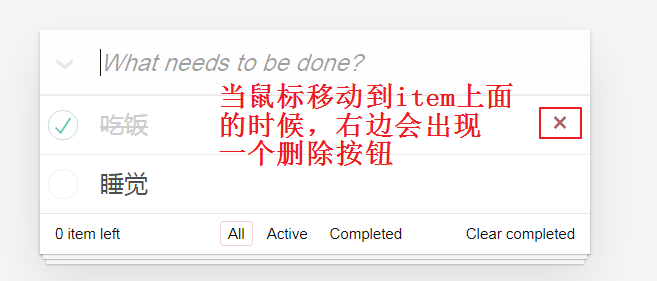 What needs to be done?
当鼠标移动到item上面
的时候，右边会出现
一个删除按钮
吃饭
×
睡觉
0 item left All Active Completed Clear completed